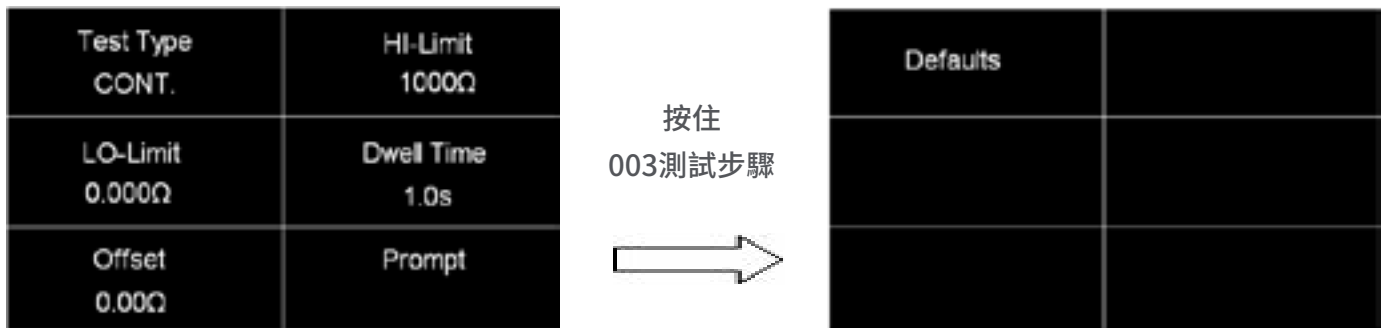 Test Type
CONT.
HI-Limit
1000Ω
LO-Limit
0.000Ω
Dwell Time
1.0s
Offset
0.00Ω
Prompt
按住
003測試步驟
Defaults